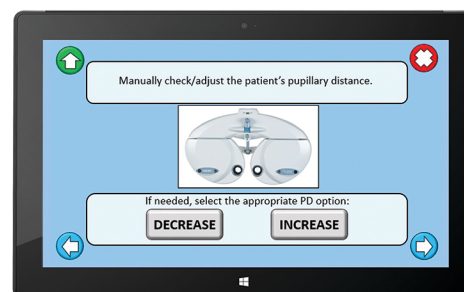 Manually check/adjust the patient's pupillary distance.
If needed, select the appropriate PD option:
DECREASE INCREASE